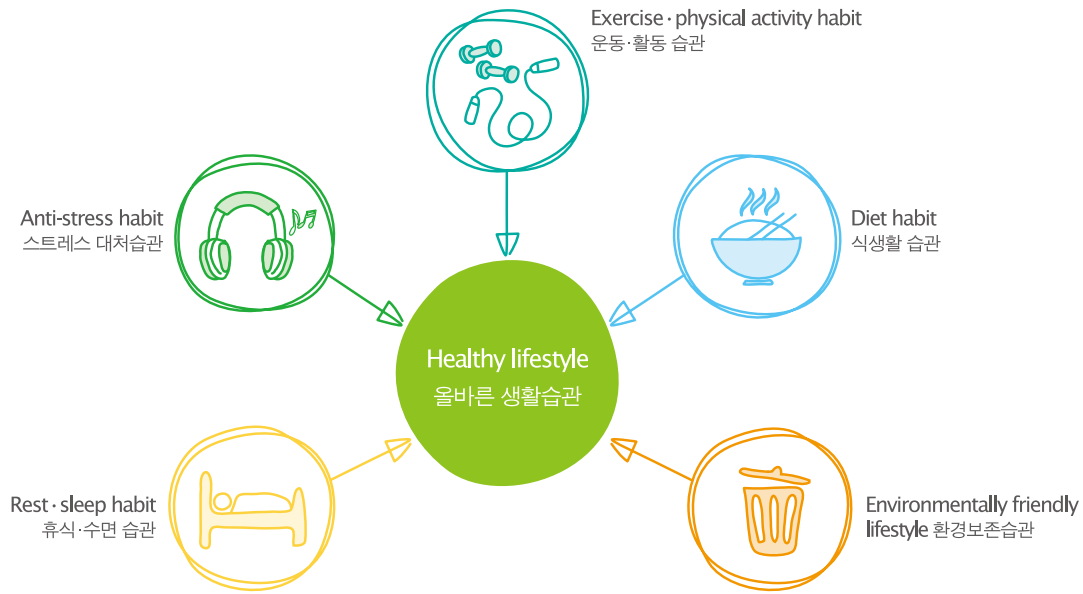 Exercise · physical activity habit
운동·활동 습관
Anti-stress habit
스트레스 대처습관
Diet habit
식생활 습관
Healthy lifestyle
올바른 생활습관
Rest · sleep habit
휴식·수면 습관
Environmentally friendly
lifestyle 환경보존습관